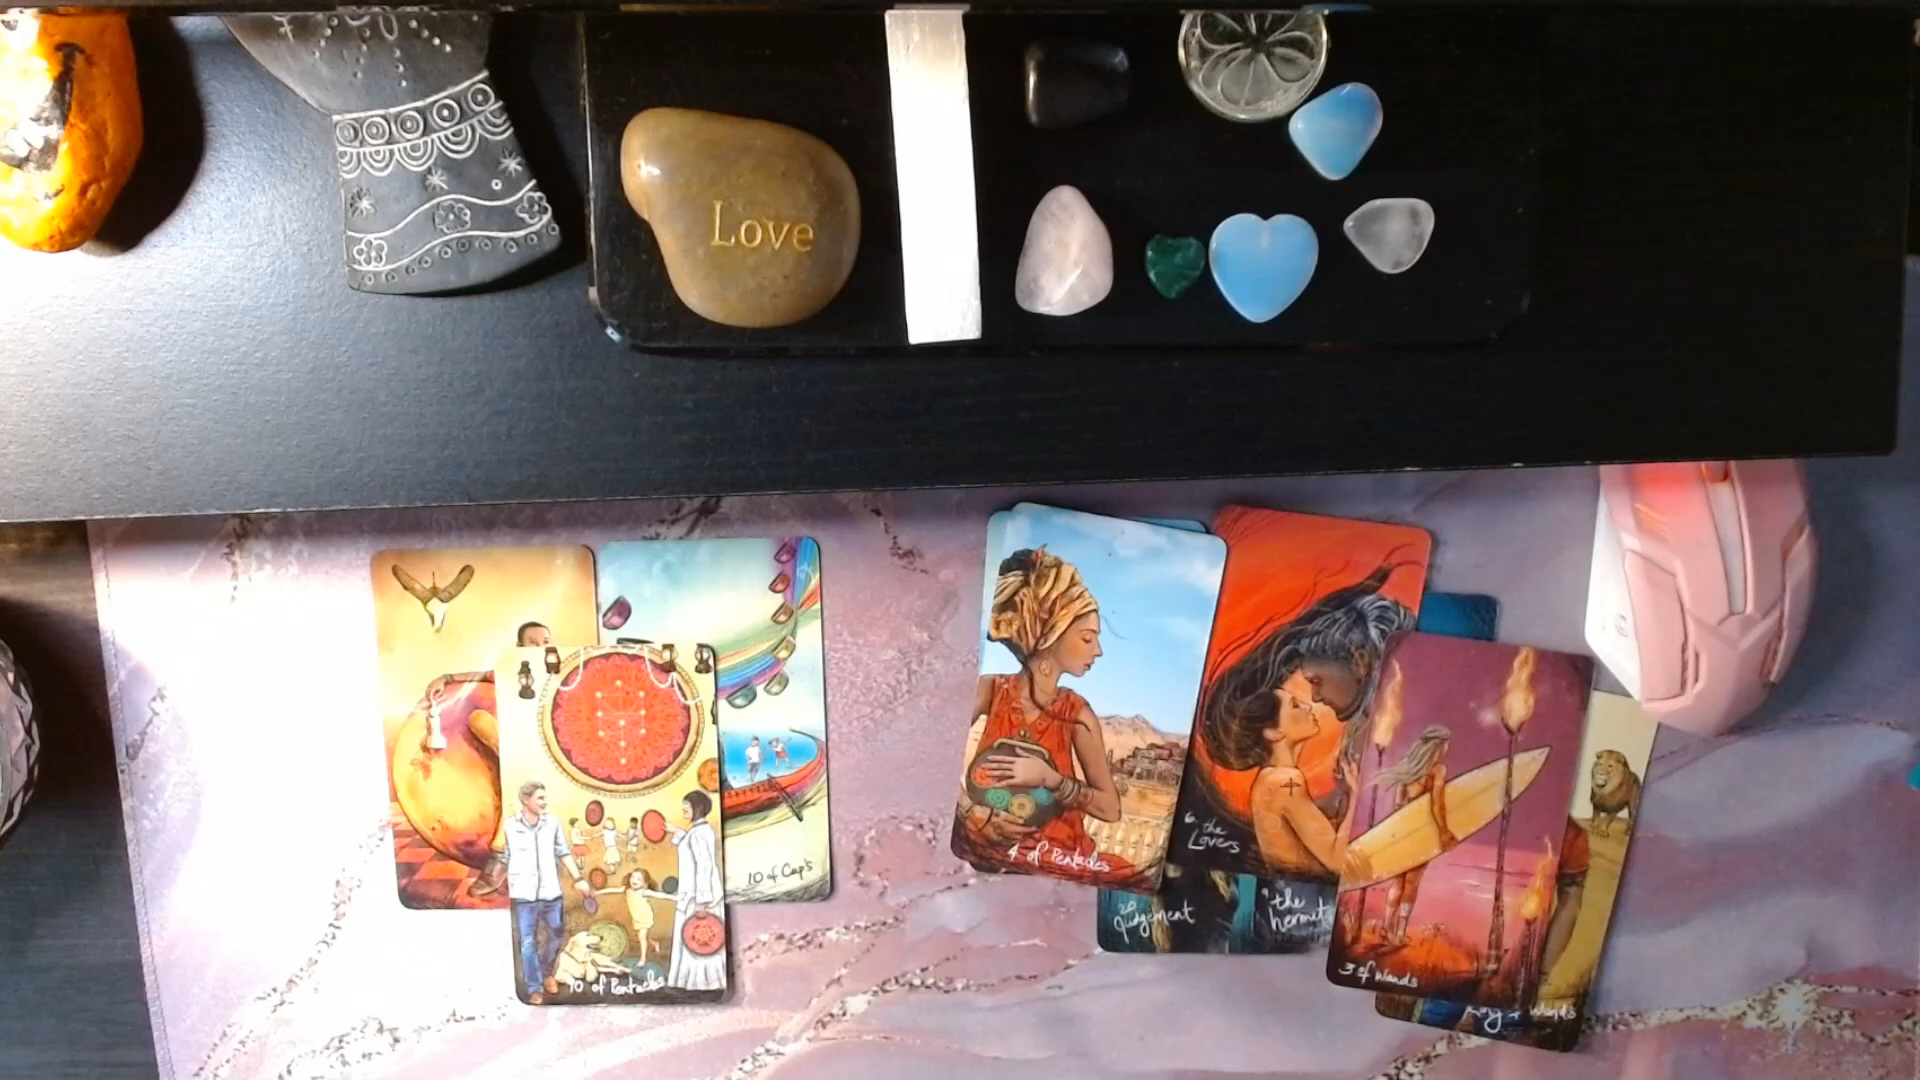 Love
10 of Cups
10 of Pentacles
4 of Pentacles
6. the
Lovers
20
Judgement
9.
the
hermit
3 of Wands
Wands